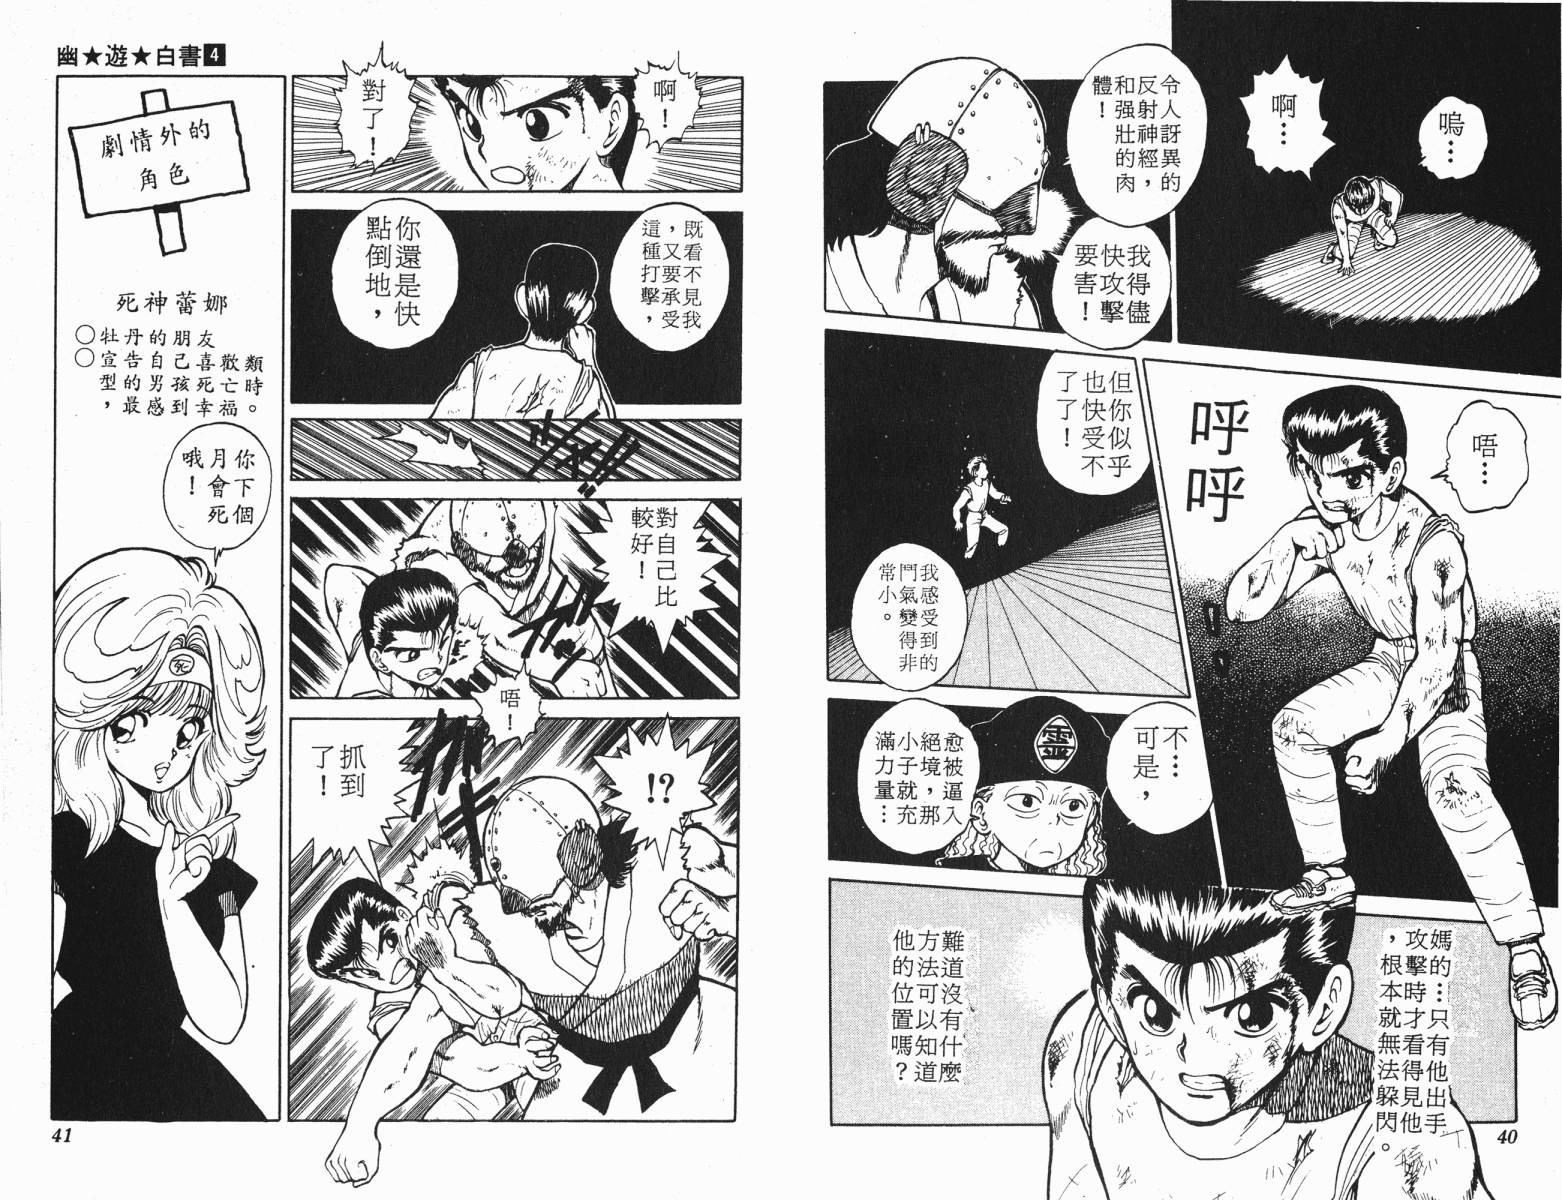 嗚⋯
啊⋯
令人訝異的
反射神經，
和强壯的肉
體！
我得儘
快攻擊
要害！
唔⋯
呼
呼
但你似乎
也快受不
了了！
我感受到的
鬥氣變得非
常小。
不⋯
可是，
靈
愈被逼入
絕境，那
小子就充
滿力量⋯
媽的⋯只有他出手
攻擊時才看得見他
，根本就無法躱閃。
難道沒有什麼
方法可以知道
他的位置嗎？
40
幽★遊★白書4
啊！
對了！
既看不見我
，又要承受
這種打擊，
你還是快
點倒地，
對自己比
較好！
唔！
!?
抓到
了！
劇情外的
角色
死神蕾娜
○牡丹的朋友
○宣告自己喜歡類
型的男孩死亡時
，最感到幸福。
你下個
月會死
哦！
死
41